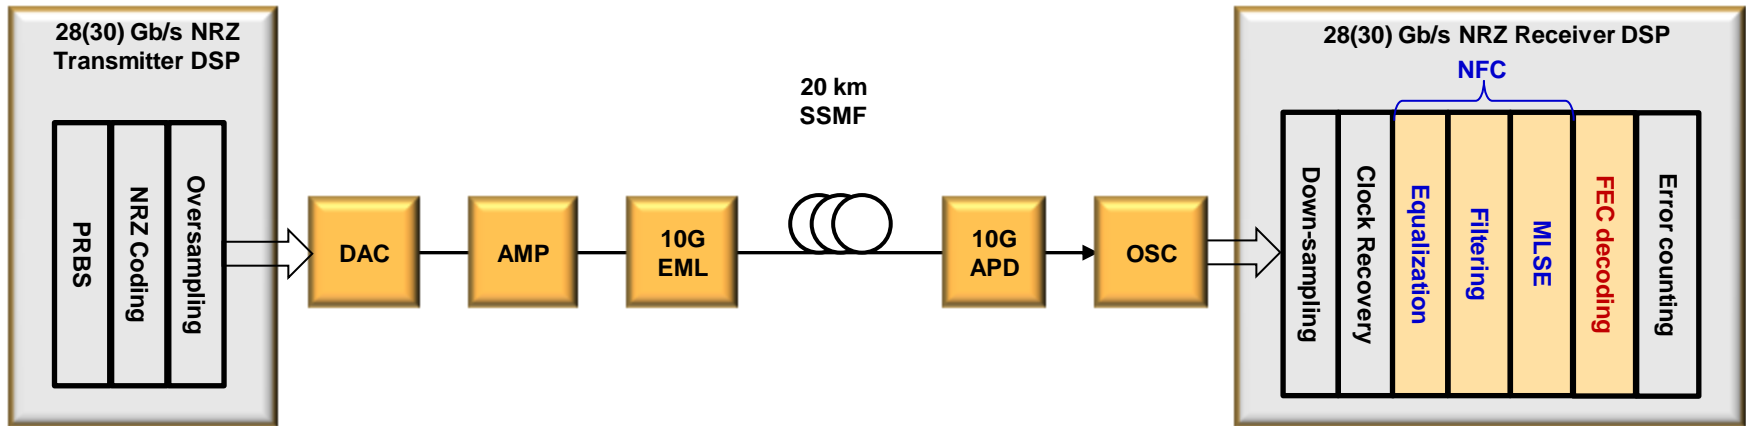 28(30) Gb/s NRZ
Transmitter DSP
PRBS
NRZ Coding
Oversampling
DAC
AMP
10G
EML
20 km
SSMF
10G
APD
OSC
28(30) Gb/s NRZ Receiver DSP
NFC
Down-sampling
Clock Recovery
Equalization
Filtering
MLSE
FEC decoding
Error counting